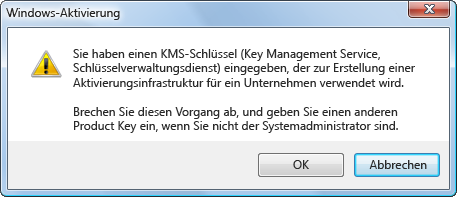 Windows-Aktivierung
Sie haben einen KMS-Schlüssel (Key Management Service,
Schlüsselverwaltungsdienst) eingegeben, der zur Erstellung einer
Aktivierungsinfrastruktur für ein Unternehmen verwendet wird.
Brechen Sie diesen Vorgang ab, und geben Sie einen anderen
Product Key ein, wenn Sie nicht der Systemadministrator sind.
OK
Abbrechen